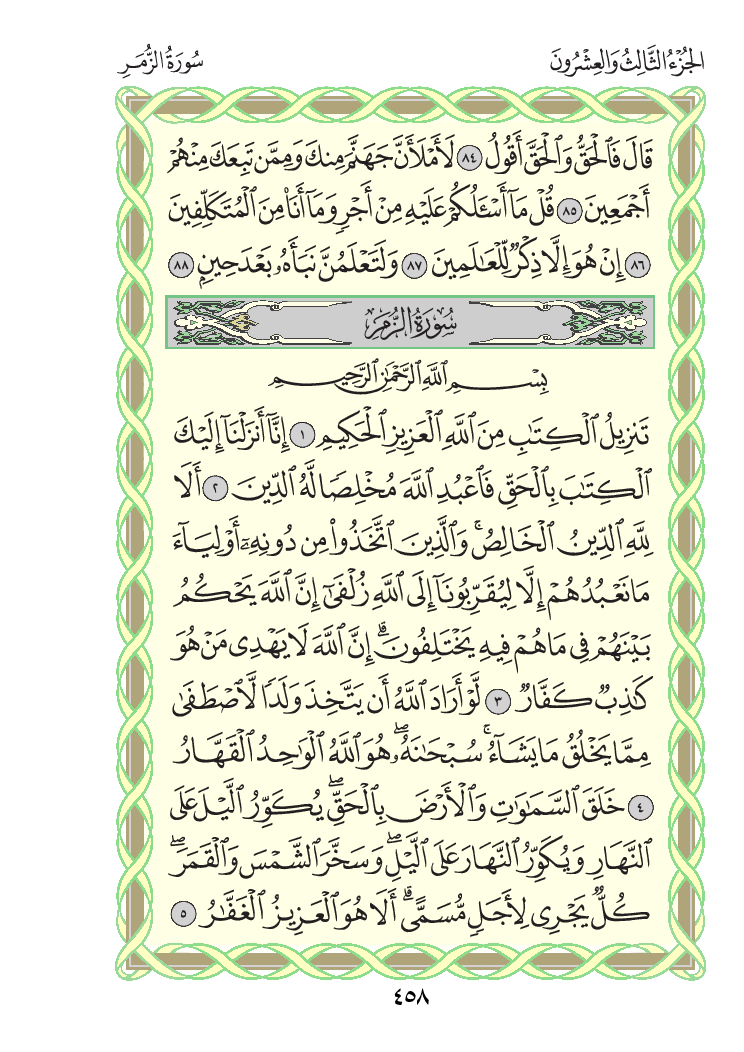 الجُزْءُ الثَّالِثُ وَالعِشْرُونَ
سُورَةُ الزُّمَرِ
قَالَ فَٱلْحَقُّ وَٱلْحَقَّ أَقُولُ ٨٤ لَأَمْلَأَنَّ جَهَنَّمَ مِنكَ وَمِمَّن تَبِعَكَ مِنْهُمْ
أَجْمَعِينَ ٨٥ قُلْ مَآ أَسْـَٔلُكُمْ عَلَيْهِ مِنْ أَجْرٍ وَمَآ أَنَا۠ مِنَ ٱلْمُتَكَلِّفِينَ
٨٦ إِنْ هُوَ إِلَّا ذِكْرٌ لِّلْعَٰلَمِينَ ٨٧ وَلَتَعْلَمُنَّ نَبَأَهُۥ بَعْدَ حِينٍۭ ٨٨
سُورَةُ الزُّمَرَ
بِسْمِ ٱللَّهِ ٱلرَّحْمَٰنِ ٱلرَّحِيمِ
تَنزِيلُ ٱلْكِتَٰبِ مِنَ ٱللَّهِ ٱلْعَزِيزِ ٱلْحَكِيمِ ١ إِنَّآ أَنزَلْنَآ إِلَيْكَ
ٱلْكِتَٰبَ بِٱلْحَقِّ فَٱعْبُدِ ٱللَّهَ مُخْلِصًا لَّهُ ٱلدِّينَ ٢ أَلَا
لِلَّهِ ٱلدِّينُ ٱلْخَالِصُ ۚ وَٱلَّذِينَ ٱتَّخَذُوا۟ مِن دُونِهِۦٓ أَوْلِيَآءَ
مَا نَعْبُدُهُمْ إِلَّا لِيُقَرِّبُونَآ إِلَى ٱللَّهِ زُلْفَىٰٓ إِنَّ ٱللَّهَ يَحْكُمُ
بَيْنَهُمْ فِى مَا هُمْ فِيهِ يَخْتَلِفُونَ ۗ إِنَّ ٱللَّهَ لَا يَهْدِى مَنْ هُوَ
كَٰذِبٌ كَفَّارٌ ٣ لَّوْ أَرَادَ ٱللَّهُ أَن يَتَّخِذَ وَلَدًا لَّٱصْطَفَىٰ
مِمَّا يَخْلُقُ مَا يَشَآءُ ۚ سُبْحَٰنَهُۥ ۖ هُوَ ٱللَّهُ ٱلْوَٰحِدُ ٱلْقَهَّارُ
٤ خَلَقَ ٱلسَّمَٰوَٰتِ وَٱلْأَرْضَ بِٱلْحَقِّ ۖ يُكَوِّرُ ٱلَّيْلَ عَلَى
ٱلنَّهَارِ وَيُكَوِّرُ ٱلنَّهَارَ عَلَى ٱلَّيْلِ ۖ وَسَخَّرَ ٱلشَّمْسَ وَٱلْقَمَرَ ۖ
كُلٌّ يَجْرِى لِأَجَلٍ مُّسَمًّى ۗ أَلَا هُوَ ٱلْعَزِيزُ ٱلْغَفَّٰرُ ٥
٤٥٨